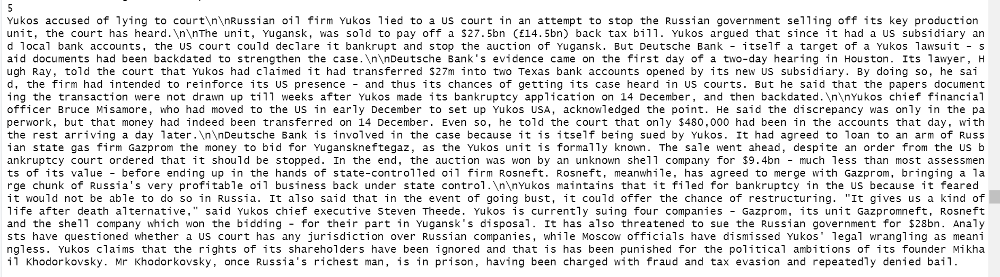 5
Yukos accused of lying to court\n\nRussian oil firm Yukos lied to a US court in an attempt to stop the Russian government selling off its key production
unit, the court has heard.\n\nThe unit, Yugansk, was sold to pay off a $27.5bn (£14.5bn) back tax bill. Yukos argued that since it had a US subsidiary an
d local bank accounts, the US court could declare it bankrupt and stop the auction of Yugansk. But Deutsche Bank - itself a target of a Yukos lawsuit - s
aid documents had been backdated to strengthen the case.\n\nDeutsche Bank's evidence came on the first day of a two-day hearing in Houston. Its lawyer, H
ugh Ray, told the court that Yukos had claimed it had transferred $27m into two Texas bank accounts opened by its new US subsidiary. By doing so, he sai
d, the firm had intended to reinforce its US presence - and thus its chances of getting its case heard in US courts. But he said that the papers document
ing the transaction were not drawn up till weeks after Yukos made its bankruptcy application on 14 December, and then backdated.\n\nYukos chief financial
officer Bruce Misamore, who had moved to the US in early December to set up Yukos USA, acknowledged the point. He said the discrepancy was only in the pa
perwork, but that money had indeed been transferred on 14 December. Even so, he told the court that only $480,000 had been in the accounts that day, with
the rest arriving a day later.\n\nDeutsche Bank is involved in the case because it is itself being sued by Yukos. It had agreed to loan to an arm of Russ
ian state gas firm Gazprom the money to bid for Yuganskneftegaz, as the Yukos unit is formally known. The sale went ahead, despite an order from the US b
ankruptcy court ordered that it should be stopped. In the end, the auction was won by an unknown shell company for $9.4bn - much less than most assessmen
ts of its value - before ending up in the hands of state-controlled oil firm Rosneft. Rosneft, meanwhile, has agreed to merge with Gazprom, bringing a la
rge chunk of Russia's very profitable oil business back under state control.\n\nYukos maintains that it filed for bankruptcy in the US because it feared
it would not be able to do so in Russia. It also said that in the event of going bust, it could offer the chance of restructuring. "It gives us a kind of
life after death alternative," said Yukos chief executive Steven Theede. Yukos is currently suing four companies - Gazprom, its unit Gazpromneft, Rosneft
and the shell company which won the bidding - for their part in Yugansk's disposal. It has also threatened to sue the Russian government for $28bn. Analy
sts have questioned whether a US court has any jurisdiction over Russian companies, while Moscow officials have dismissed Yukos' legal wrangling as meani
ngless. Yukos claims that the rights of its shareholders have been ignored and that is has been punished for the political ambitions of its founder Mikha
il Khodorkovsky. Mr Khodorkovsky, once Russia's richest man, is in prison, having been charged with fraud and tax evasion and repeatedly denied bail.